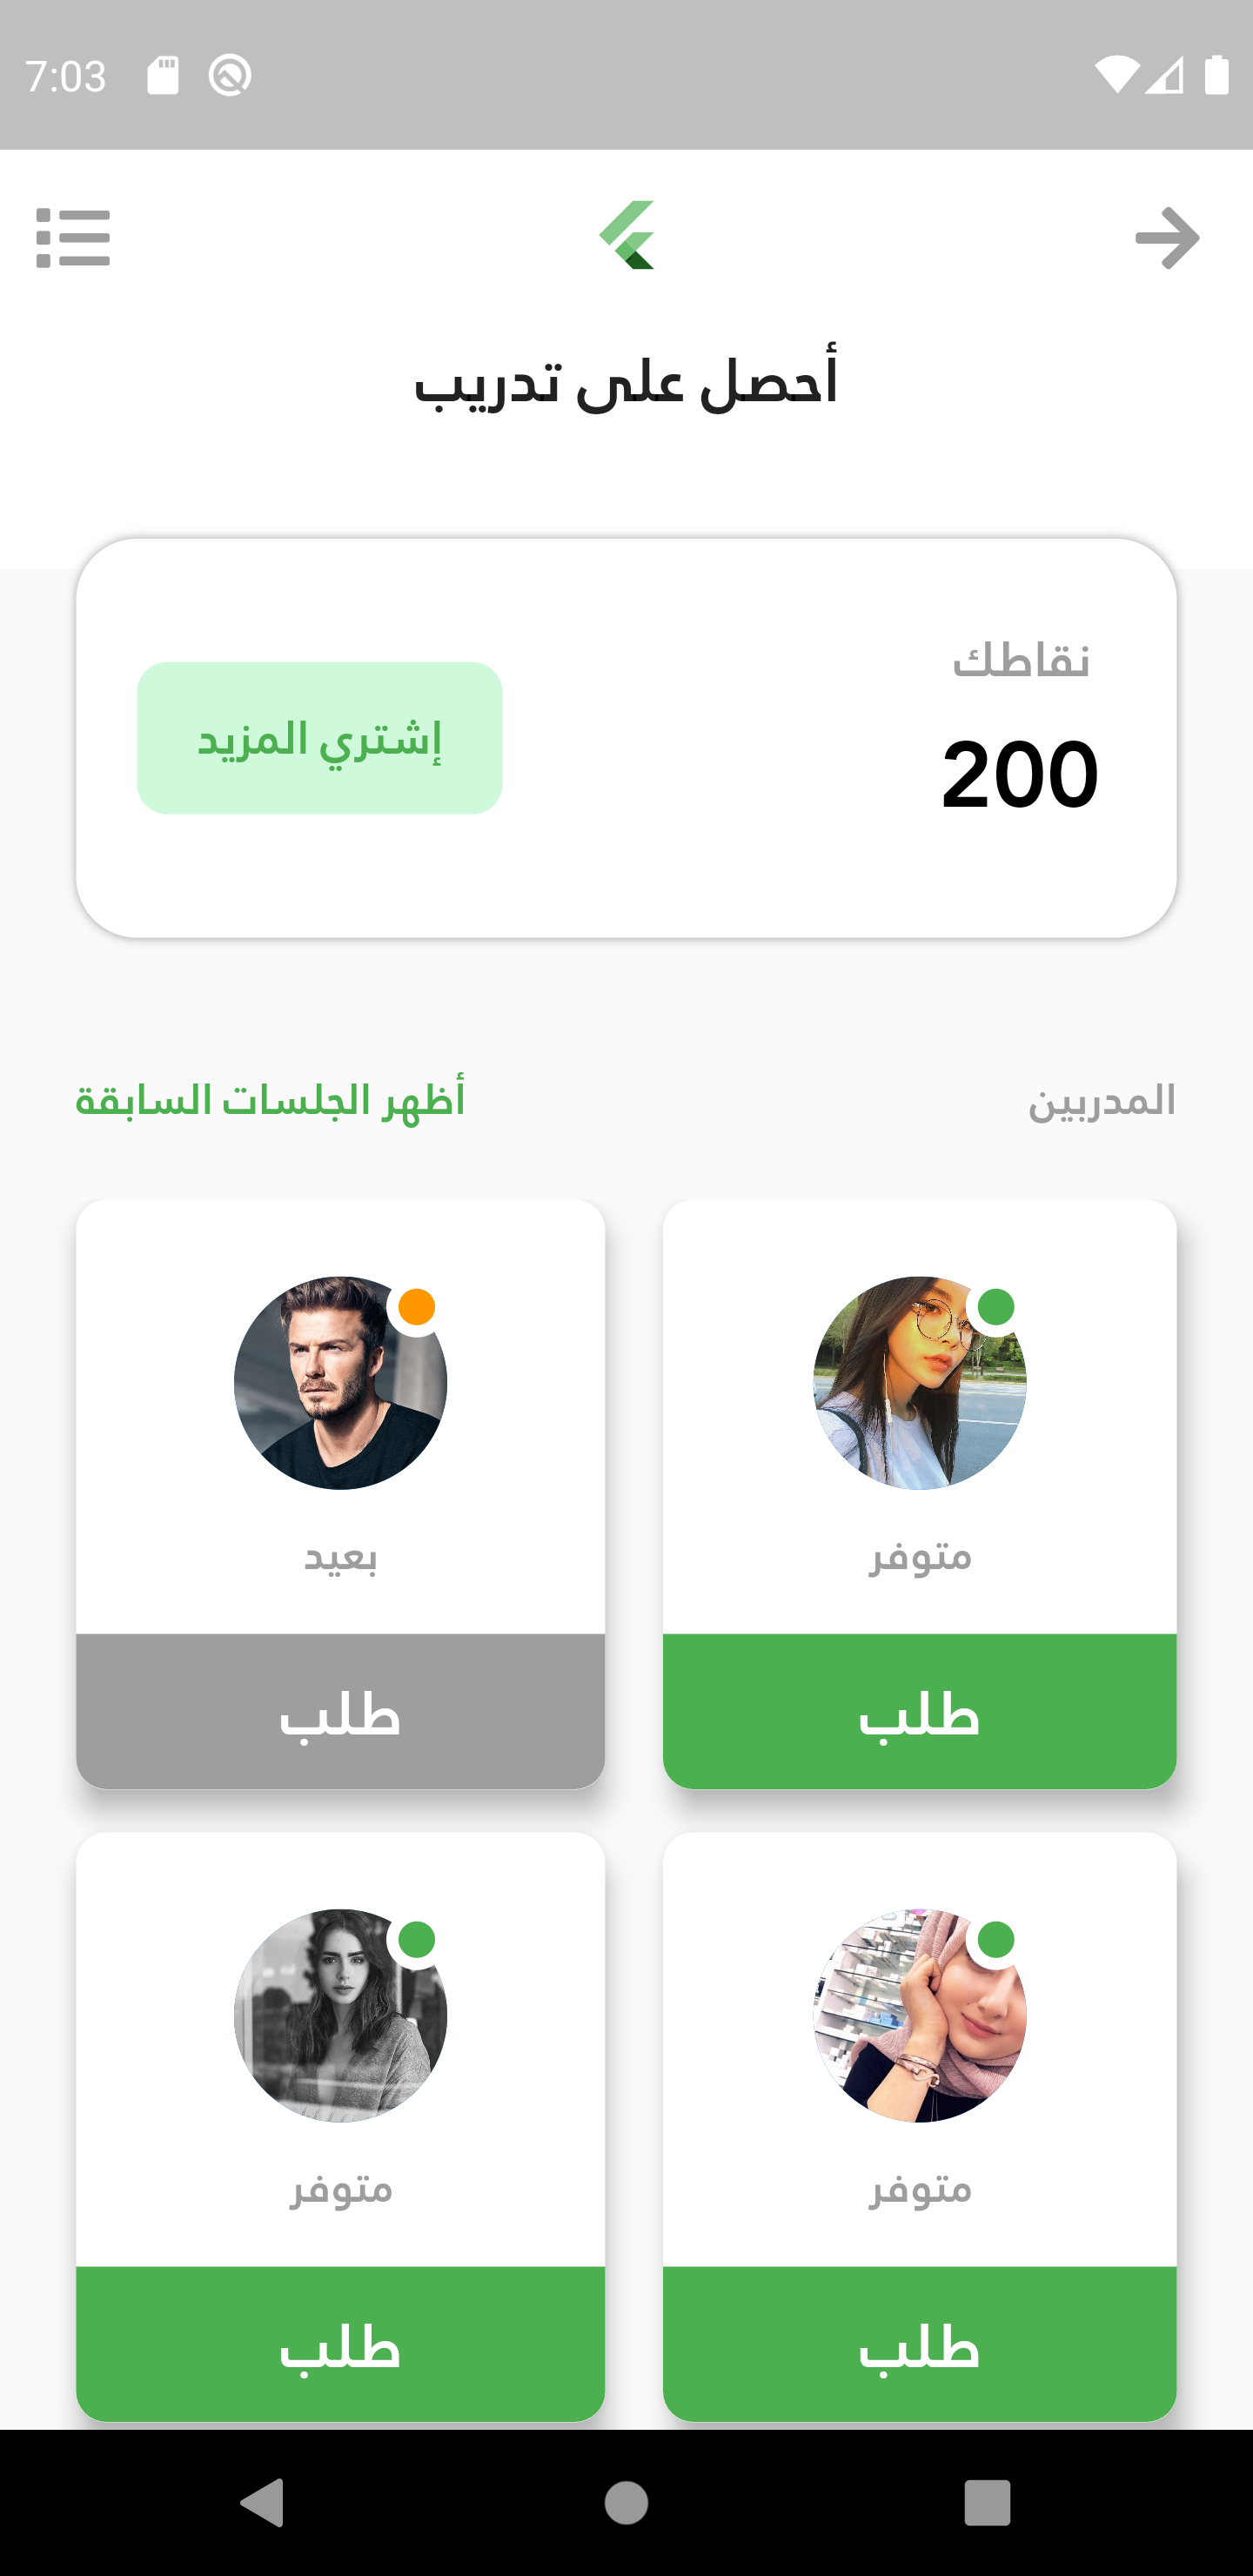 7:03
أحصل على تدريب
نقاطك
200
إشتري المزيد
المدربين
أظهر الجلسات السابقة
متوفر
طلب
بعيد
طلب
متوفر
طلب
متوفر
طلب